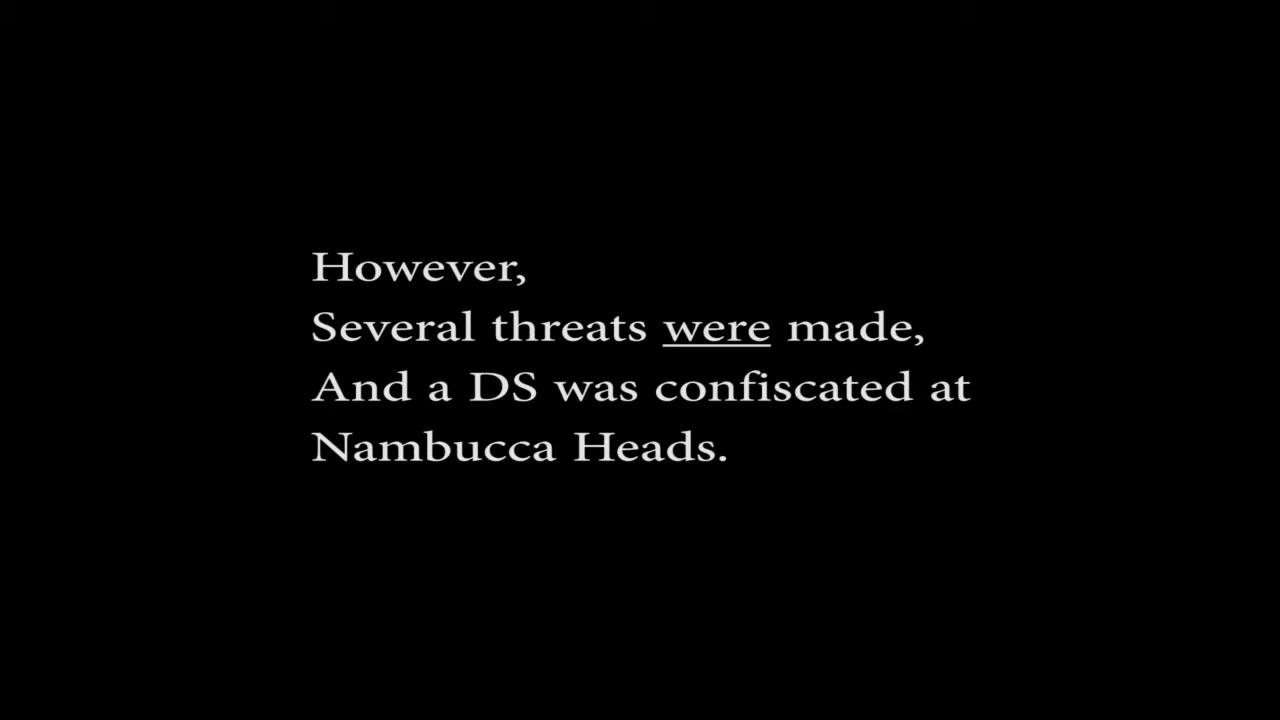 However,
Several threats were made,
And a DS was confiscated at
Nambucca Heads.